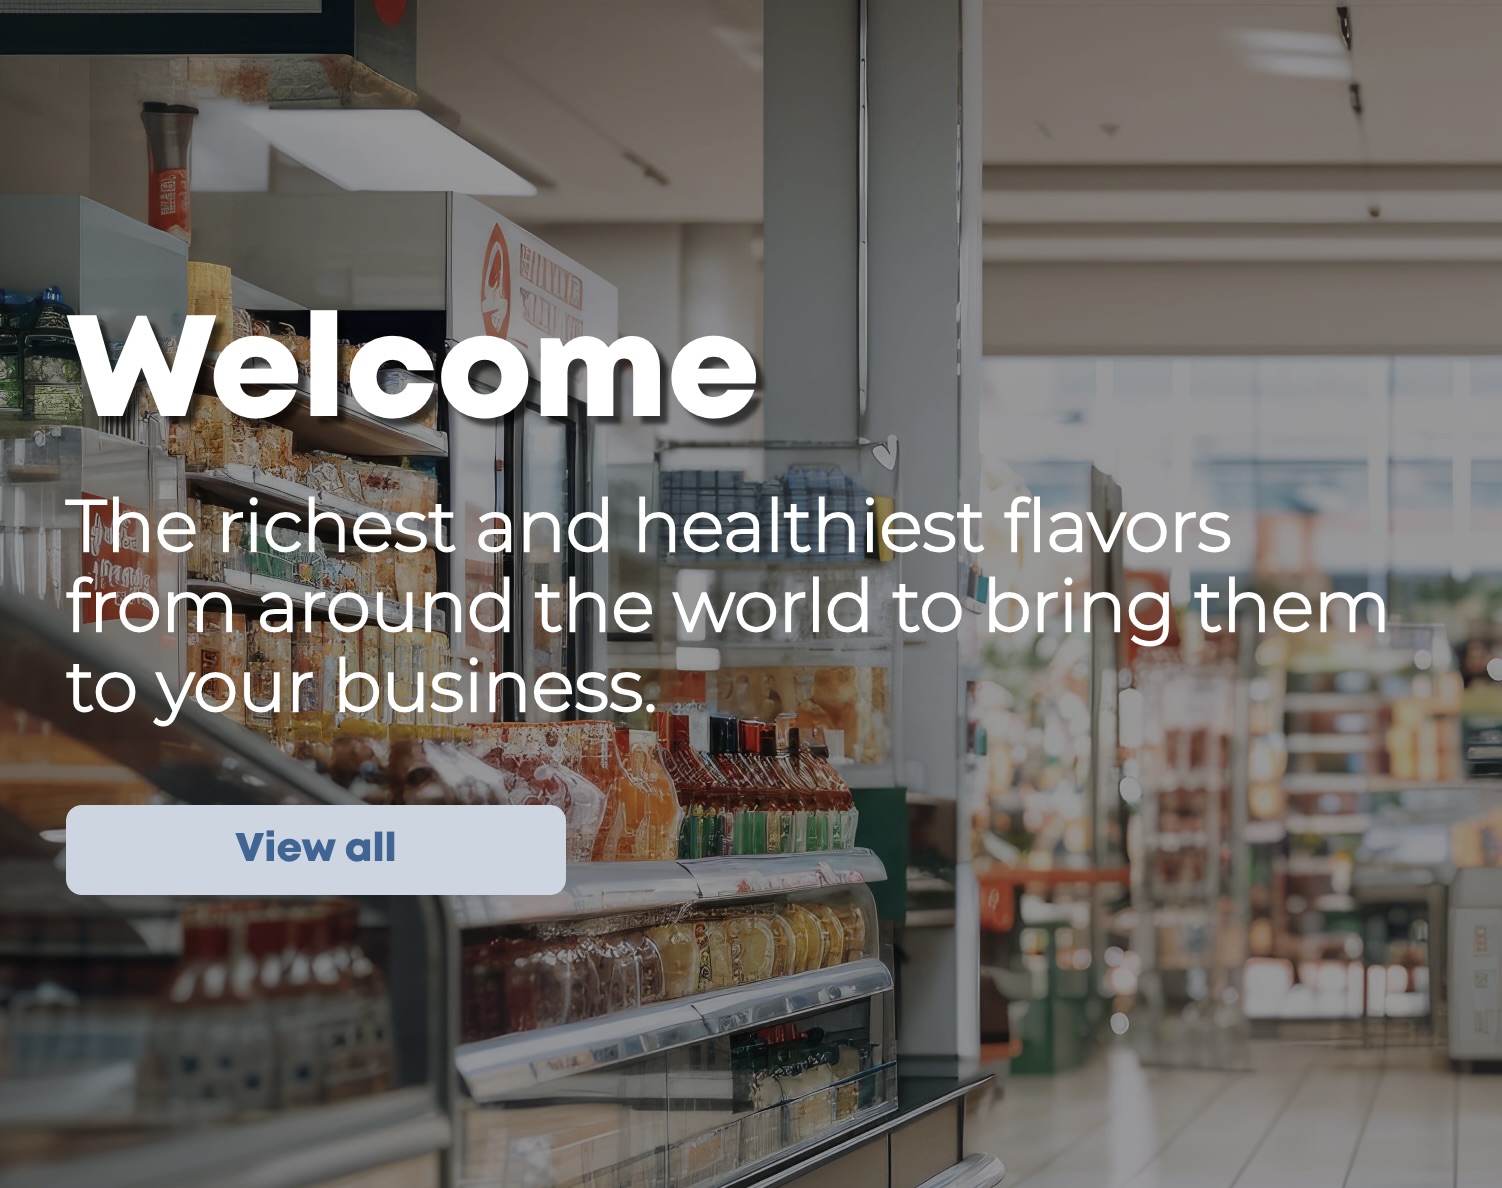 Welcome
The richest and healthiest flavors
from around the world to bring them
to your business.
View all